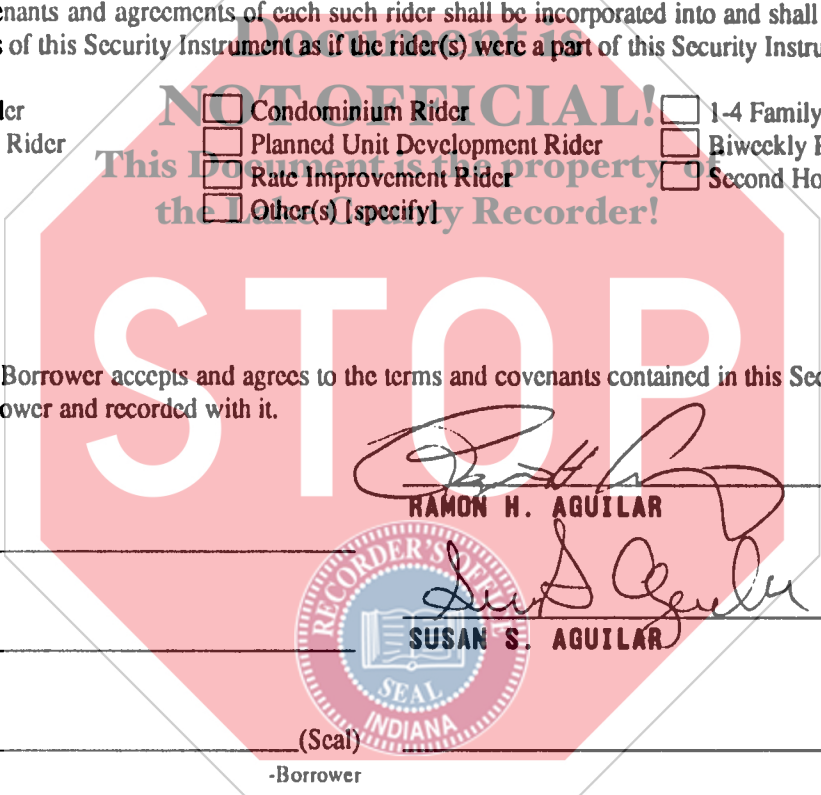 enants and agreements of each such rider shall be incorporated into and shall
s of this Security Instrument as if the rider(s) were a part of this Security Instru
Document is
NOT OFFICIAL!
This Document is the property of
the Lake County Recorder!
der
Rider
Condominium Rider
Planned Unit Development Rider
Rate Improvement Rider
Other(s) [specify]
1-4 Family
Biweekly P
Second Ho
STOP
Borrower accepts and agrees to the terms and covenants contained in this Sec
ower and recorded with it.
RAMON H. AGUILAR
SUSAN S. AGUILAR
RECORDER'S OFFICE
SEAL
INDIANA
(Seal)
-Borrower